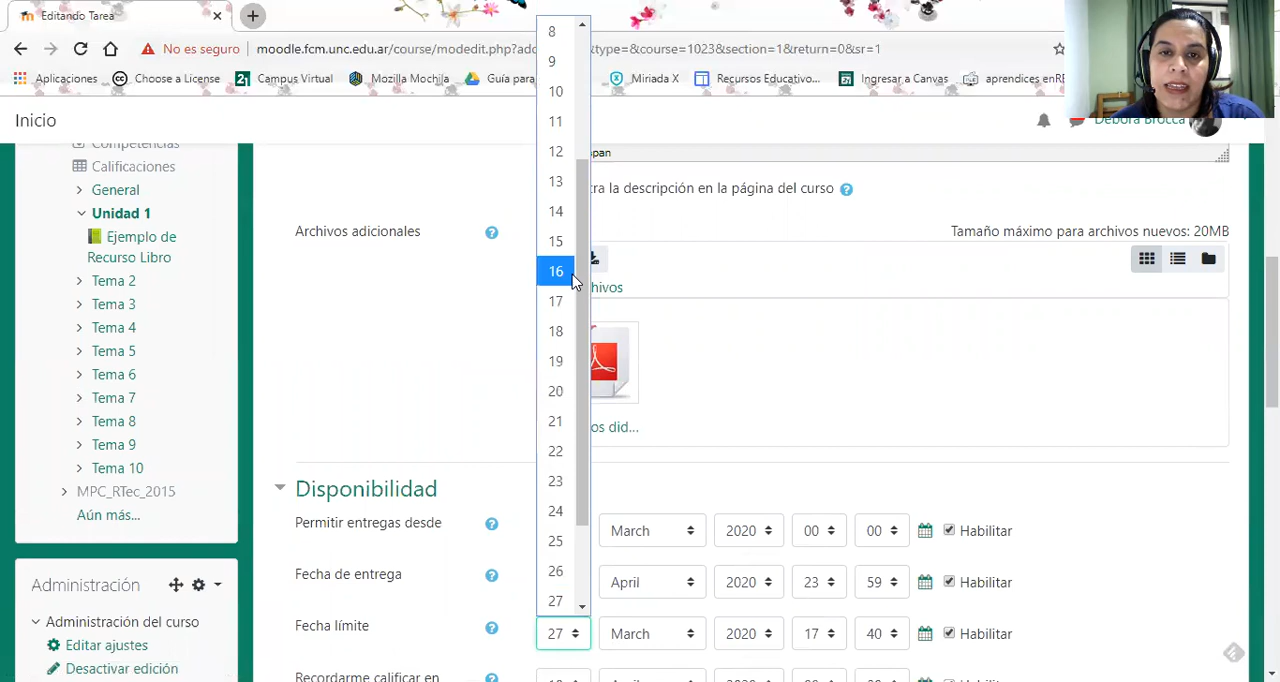 Editando Tarea
No es seguro
moodle.fcm.unc.edu.ar/course/modedit.php?add
type=&course=1023&section=1&return=0&sr=1
Aplicaciones
Choose a License
Campus Virtual
Mozilla Mochila
Guía para
Miriada X
Recursos Educativo...
Ingresar a Canvas
aprendices enRE
Inicio
Debora Brocca
Competencias
Calificaciones
General
Unidad 1
Ejemplo de
Recurso Libro
Tema 2
Tema 3
Tema 4
Tema 5
Tema 6
Tema 7
Tema 8
Tema 9
Tema 10
MPC_RTec_2015
Aún más...
Administración
Administración del curso
Editar ajustes
Desactivar edición
span
la descripción en la página del curso
Archivos adicionales
Tamaño máximo para archivos nuevos: 20MB
8
9
10
11
12
13
14
15
16
17
18
19
20
21
22
23
24
25
26
27
Disponibilidad
Permitir entregas desde
March 2020 00 00 Habilitar
Fecha de entrega
April 2020 23 59 Habilitar
Fecha límite
27 March 2020 17 40 Habilitar
Recordarme calificar en